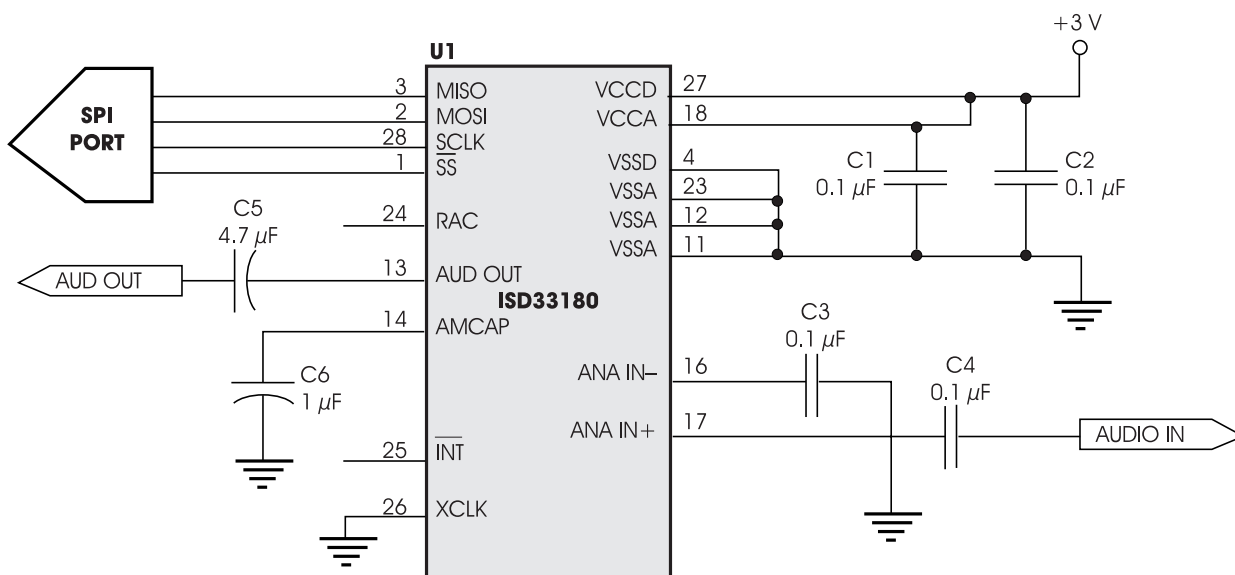 +3 V
U1
SPI
PORT
3
MISO
2
MOSI
28
SCLK
1
SS
24
RAC
C5
4.7 µF
AUD OUT
13
AUD OUT
ISD33180
14
AMCAP
C6
1 µF
25
INT
26
XCLK
VCCD
27
VCCA
18
VSSD
4
VSSA
23
VSSA
12
VSSA
11
C1
0.1 µF
C2
0.1 µF
C3
0.1 µF
ANA IN–
16
C4
0.1 µF
ANA IN+
17
AUDIO IN